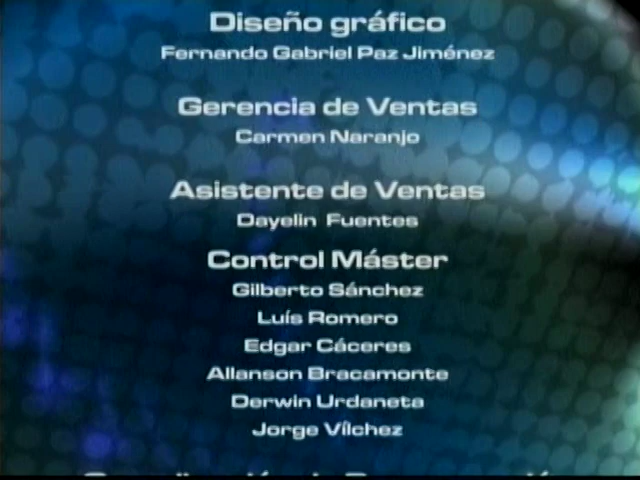 Diseño gráfico
Fernando Gabriel Paz Jiménez
Gerencia de Ventas
Carmen Naranjo
Asistente de Ventas
Dayelin Fuentes
Control Máster
Gilberto Sánchez
Luís Romero
Edgar Cáceres
Allanson Bracamonte
Derwin Urdaneta
Jorge Vílchez